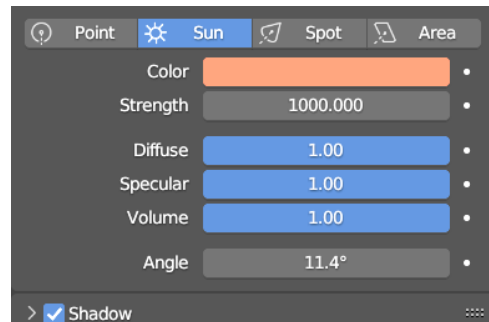 Point Sun Spot Area
Color
Strength 1000.000
Diffuse 1.00
Specular 1.00
Volume 1.00
Angle 11.4°
Shadow